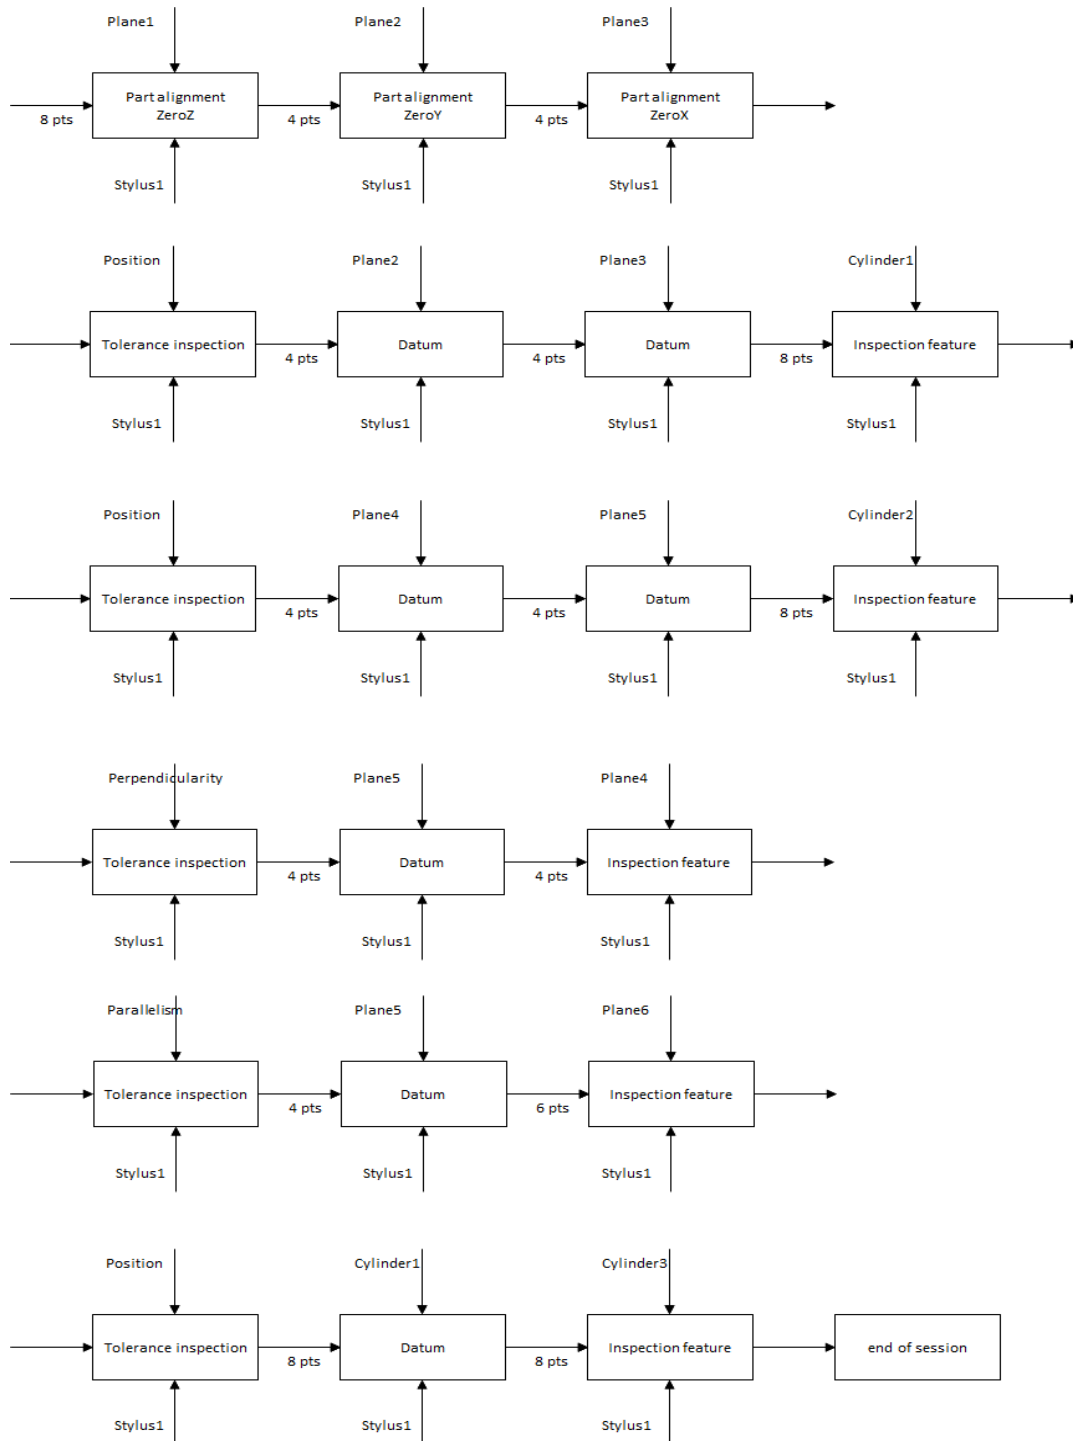 Plane1 Plane2 Plane3
Part alignment ZeroZ Part alignment ZeroY Part alignment ZeroX
8 pts 4 pts 4 pts
Stylus1 Stylus1 Stylus1
Position Plane2 Plane3 Cylinder1
Tolerance inspection Datum Datum Inspection feature
4 pts 4 pts 8 pts
Stylus1 Stylus1 Stylus1 Stylus1
Position Plane4 Plane5 Cylinder2
Tolerance inspection Datum Datum Inspection feature
4 pts 4 pts 8 pts
Stylus1 Stylus1 Stylus1 Stylus1
Perpendicularity Plane5 Plane4
Tolerance inspection Datum Inspection feature
4 pts 4 pts
Stylus1 Stylus1 Stylus1
Parallelism Plane5 Plane6
Tolerance inspection Datum Inspection feature
4 pts 6 pts
Stylus1 Stylus1 Stylus1
Position Cylinder1 Cylinder3
Tolerance inspection Datum Inspection feature end of session
8 pts 8 pts
Stylus1 Stylus1 Stylus1